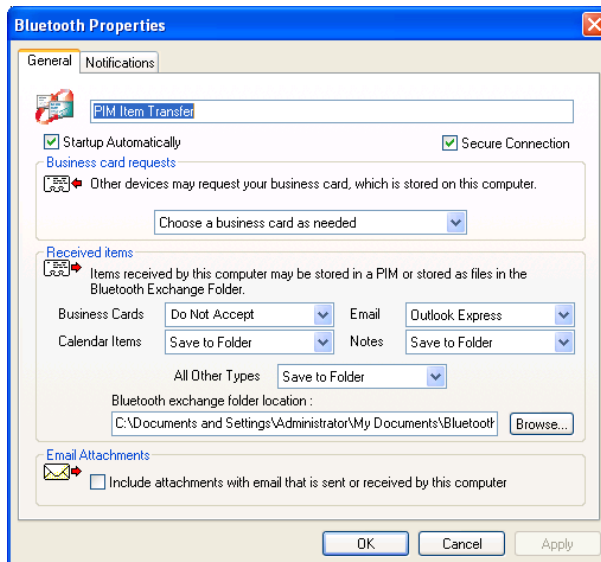 Bluetooth Properties
General Notifications
PIM Item Transfer
Startup Automatically Secure Connection
Business card requests
Other devices may request your business card, which is stored on this computer.
Choose a business card as needed
Received items
Items received by this computer may be stored in a PIM or stored as files in the
Bluetooth Exchange Folder.
Business Cards Do Not Accept Email Outlook Express
Calendar Items Save to Folder Notes Save to Folder
All Other Types Save to Folder
Bluetooth exchange folder location :
C:\Documents and Settings\Administrator\My Documents\Bluetooth Browse...
Email Attachments
Include attachments with email that is sent or received by this computer
OK Cancel Apply